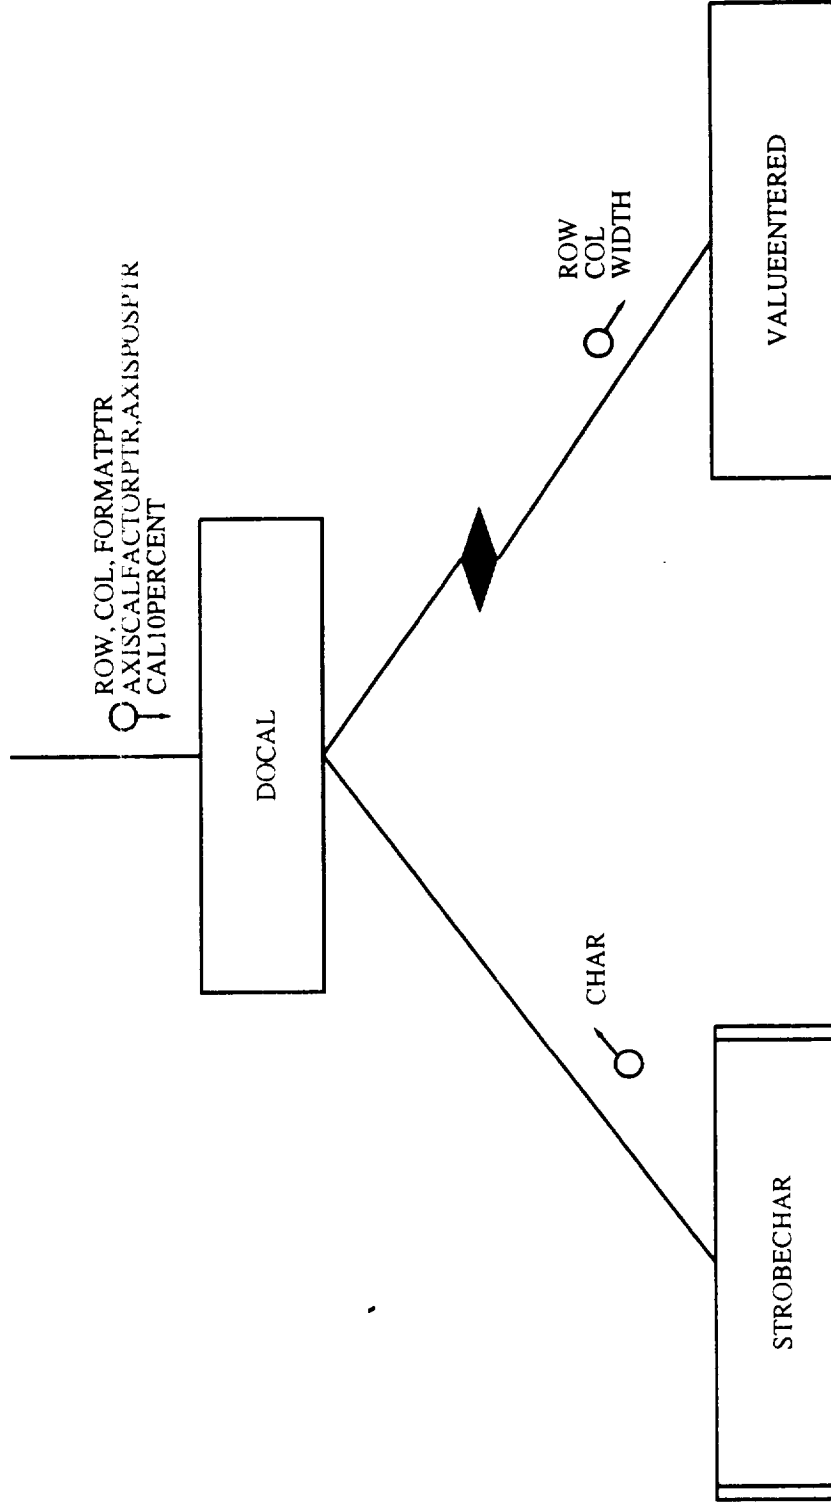 ROW, COL, FORMATPTR
AXISCALFACTORPTR,AXISPOSPTR
CAL10PERCENT
DOCAL
CHAR
ROW
COL
WIDTH
STROBECHAR
VALUEENTERED